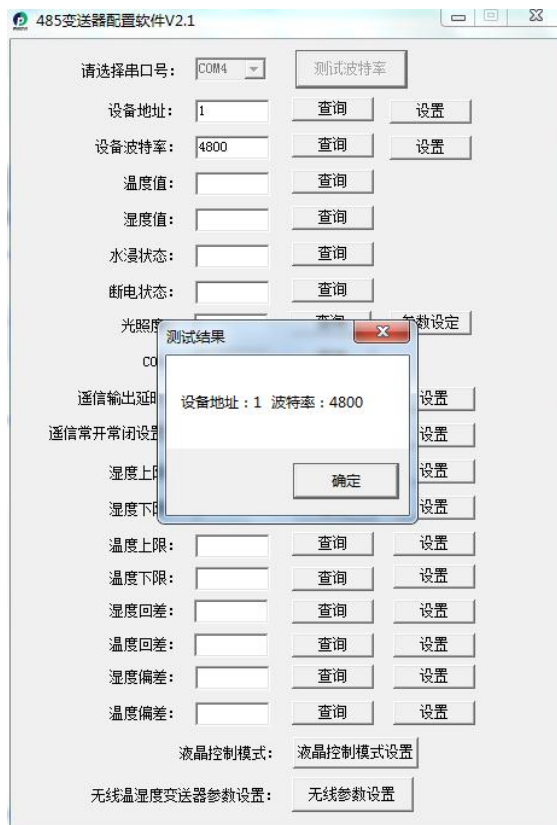 485变送器配置软件V2.1
请选择串口号： COM4 测试波特率
设备地址： 1 查询 设置
设备波特率： 4800 查询 设置
温度值： 查询
湿度值： 查询
水浸状态： 查询
断电状态： 查询
光照度 参数设定
测试结果
CO
设备地址：1 波特率：4800
遥信输出延时 设置
遥信常开常闭设置 设置
湿度上限 设置
确定
湿度下限 设置
温度上限： 查询 设置
温度下限： 查询 设置
湿度回差： 查询 设置
温度回差： 查询 设置
湿度偏差： 查询 设置
温度偏差： 查询 设置
液晶控制模式： 液晶控制模式设置
无线温湿度变送器参数设置： 无线参数设置